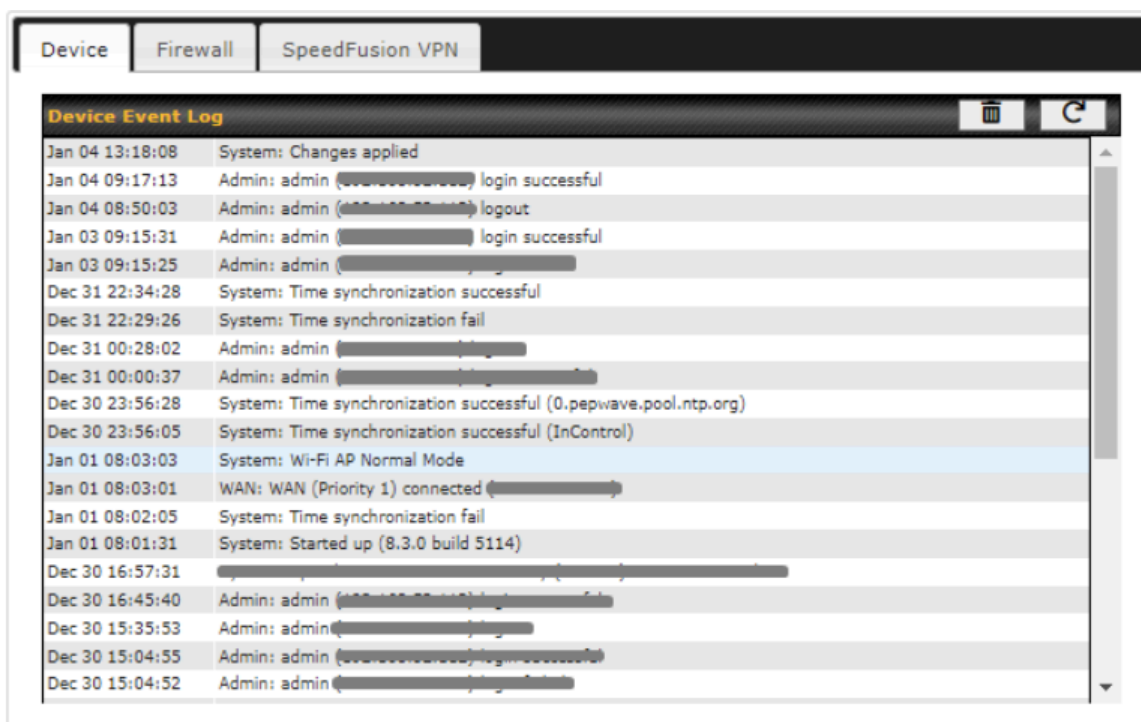 Device Firewall SpeedFusion VPN
Device Event Log
Jan 04 13:18:08 System: Changes applied
Jan 04 09:17:13 Admin: admin ( ) login successful
Jan 04 08:50:03 Admin: admin ( ) logout
Jan 03 09:15:31 Admin: admin ( ) login successful
Jan 03 09:15:25 Admin: admin (
Dec 31 22:34:28 System: Time synchronization successful
Dec 31 22:29:26 System: Time synchronization fail
Dec 31 00:28:02 Admin: admin (
Dec 31 00:00:37 Admin: admin (
Dec 30 23:56:28 System: Time synchronization successful (0.pepwave.pool.ntp.org)
Dec 30 23:56:05 System: Time synchronization successful (InControl)
Jan 01 08:03:03 System: Wi-Fi AP Normal Mode
Jan 01 08:03:01 WAN: WAN (Priority 1) connected (
Jan 01 08:02:05 System: Time synchronization fail
Jan 01 08:01:31 System: Started up (8.3.0 build 5114)
Dec 30 16:57:31
Dec 30 16:45:40 Admin: admin (
Dec 30 15:35:53 Admin: admin
Dec 30 15:04:55 Admin: admin (
Dec 30 15:04:52 Admin: admin